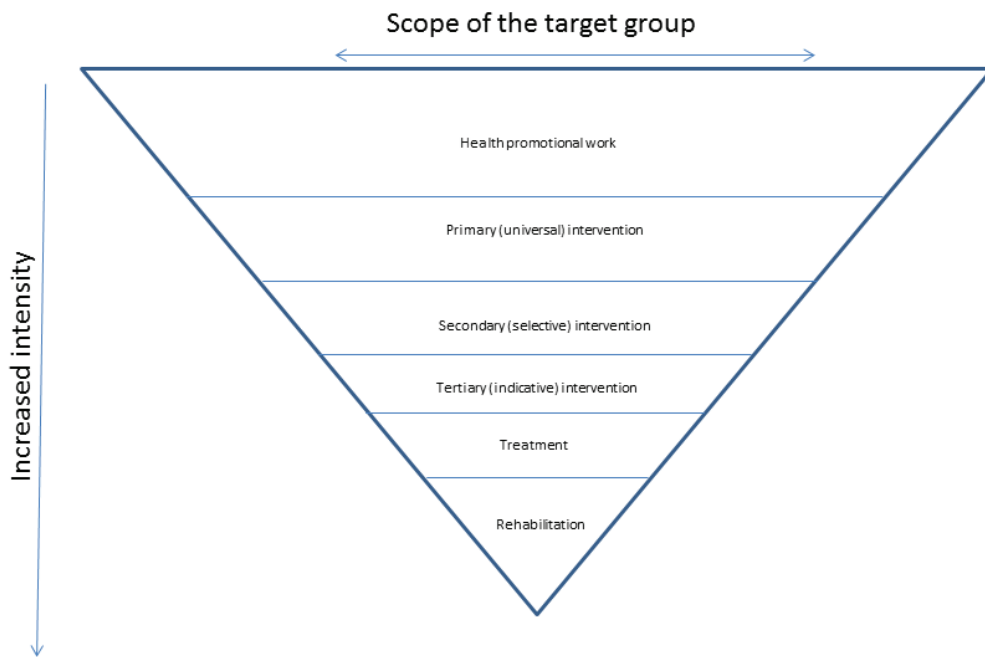 Scope of the target group
Health promotional work
Primary (universal) intervention
Secondary (selective) intervention
Tertiary (indicative) intervention
Treatment
Rehabilitation
Increased intensity